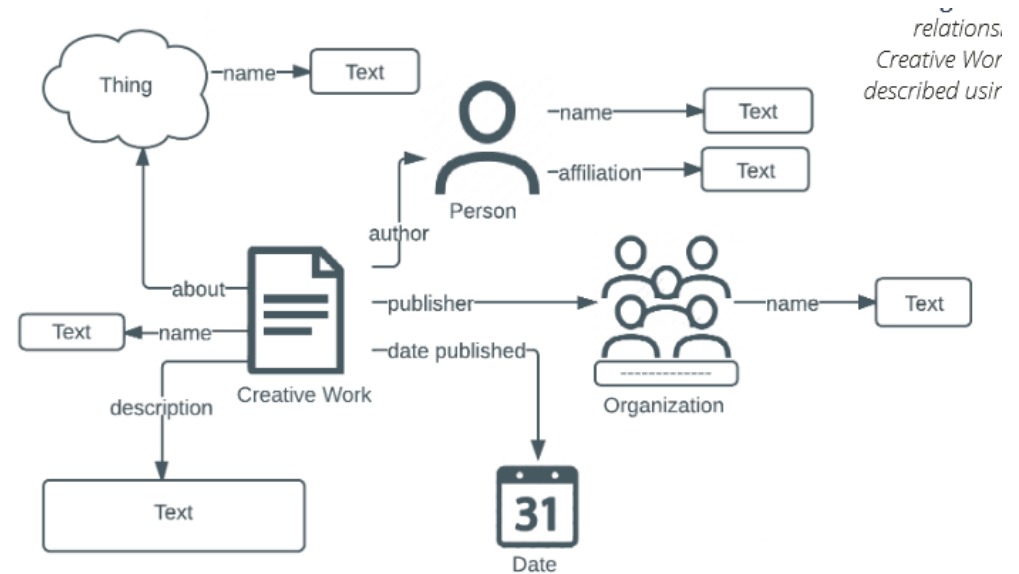 relations
Creative Wor
described usin
Thing
name
Text
name
Text
affiliation
Text
Person
author
about
publisher
name
Text
Text
name
date published
description
Creative Work
Organization
Text
31
Date